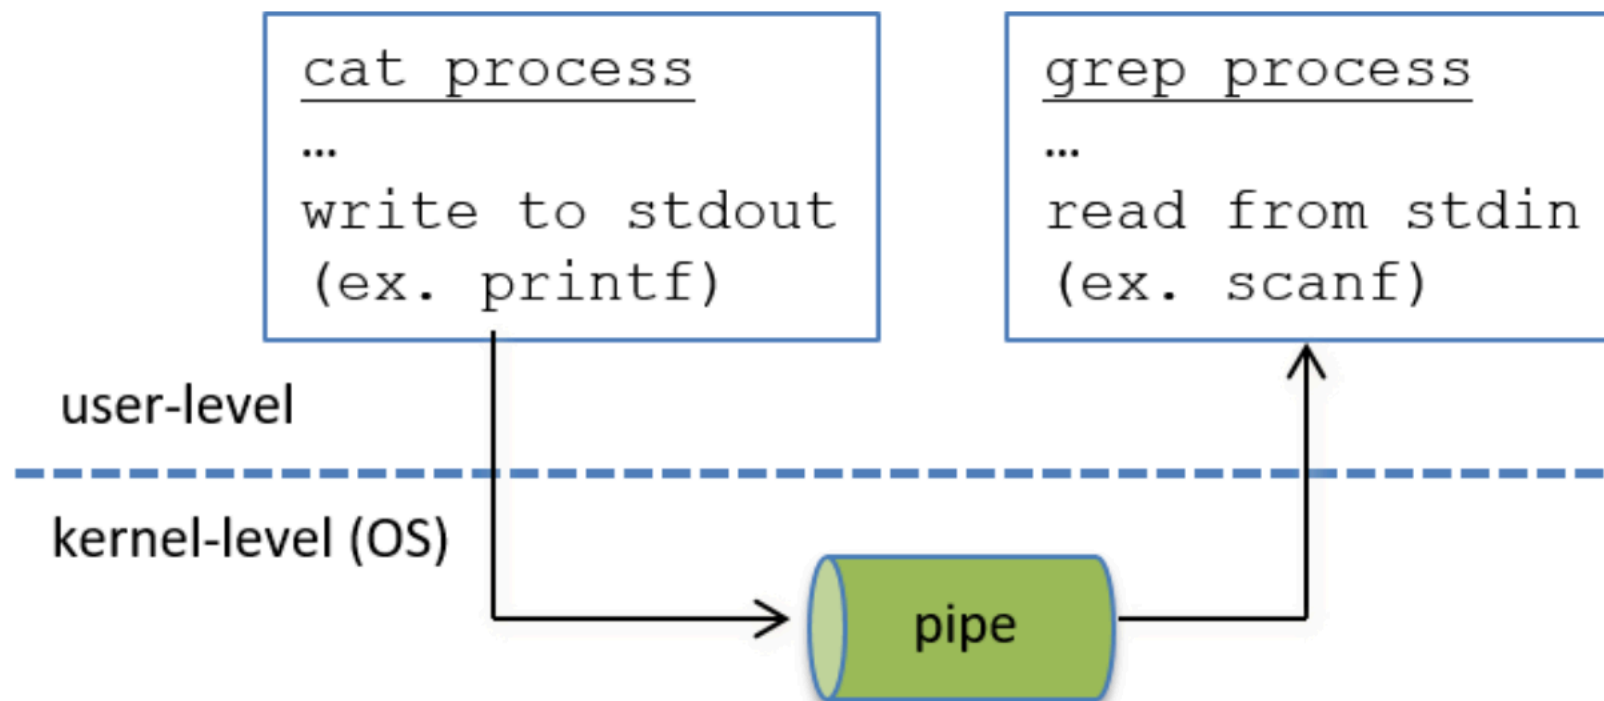 cat process
…
write to stdout
(ex. printf)
grep process
…
read from stdin
(ex. scanf)
user-level
kernel-level (OS)
pipe